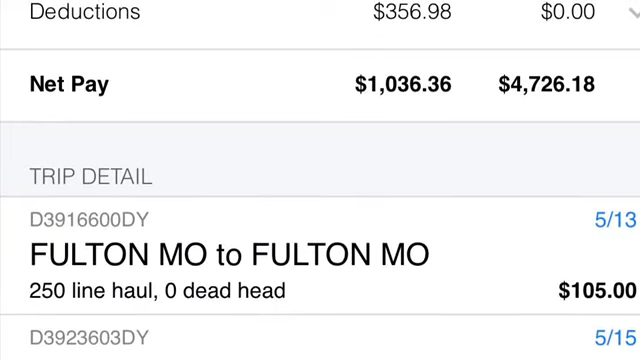 Deductions $356.98 $0.00
Net Pay $1,036.36 $4,726.18
TRIP DETAIL
D3916600DY 5/13
FULTON MO to FULTON MO
250 line haul, 0 dead head $105.00
D3923603DY 5/15